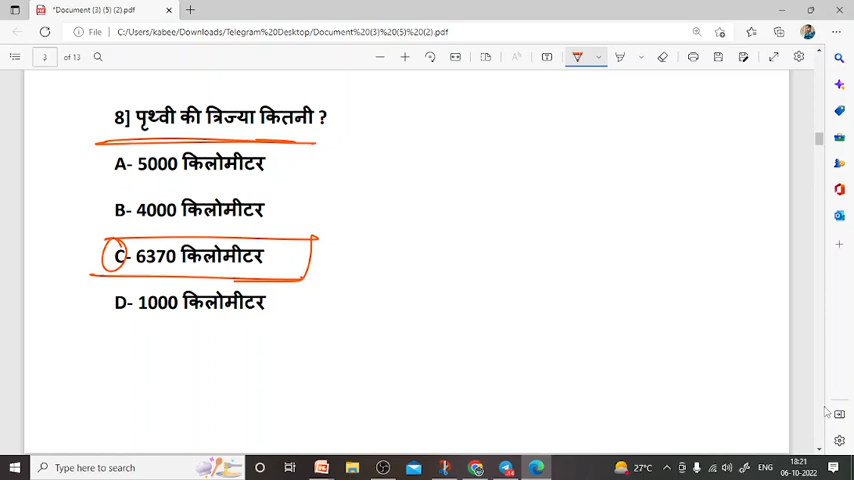 *Document (3) (5) (2).pdf
File
C:/Users/kabee/Downloads/Telegram%20Desktop/Document%20(3)%20(5)%20(2).pdf
3
of 13
8] पृथ्वी की त्रिज्या कितनी ?
A- 5000 किलोमीटर
B- 4000 किलोमीटर
C- 6370 किलोमीटर
D- 1000 किलोमीटर
Type here to search
27°C
ENG
18:21
06-10-2022